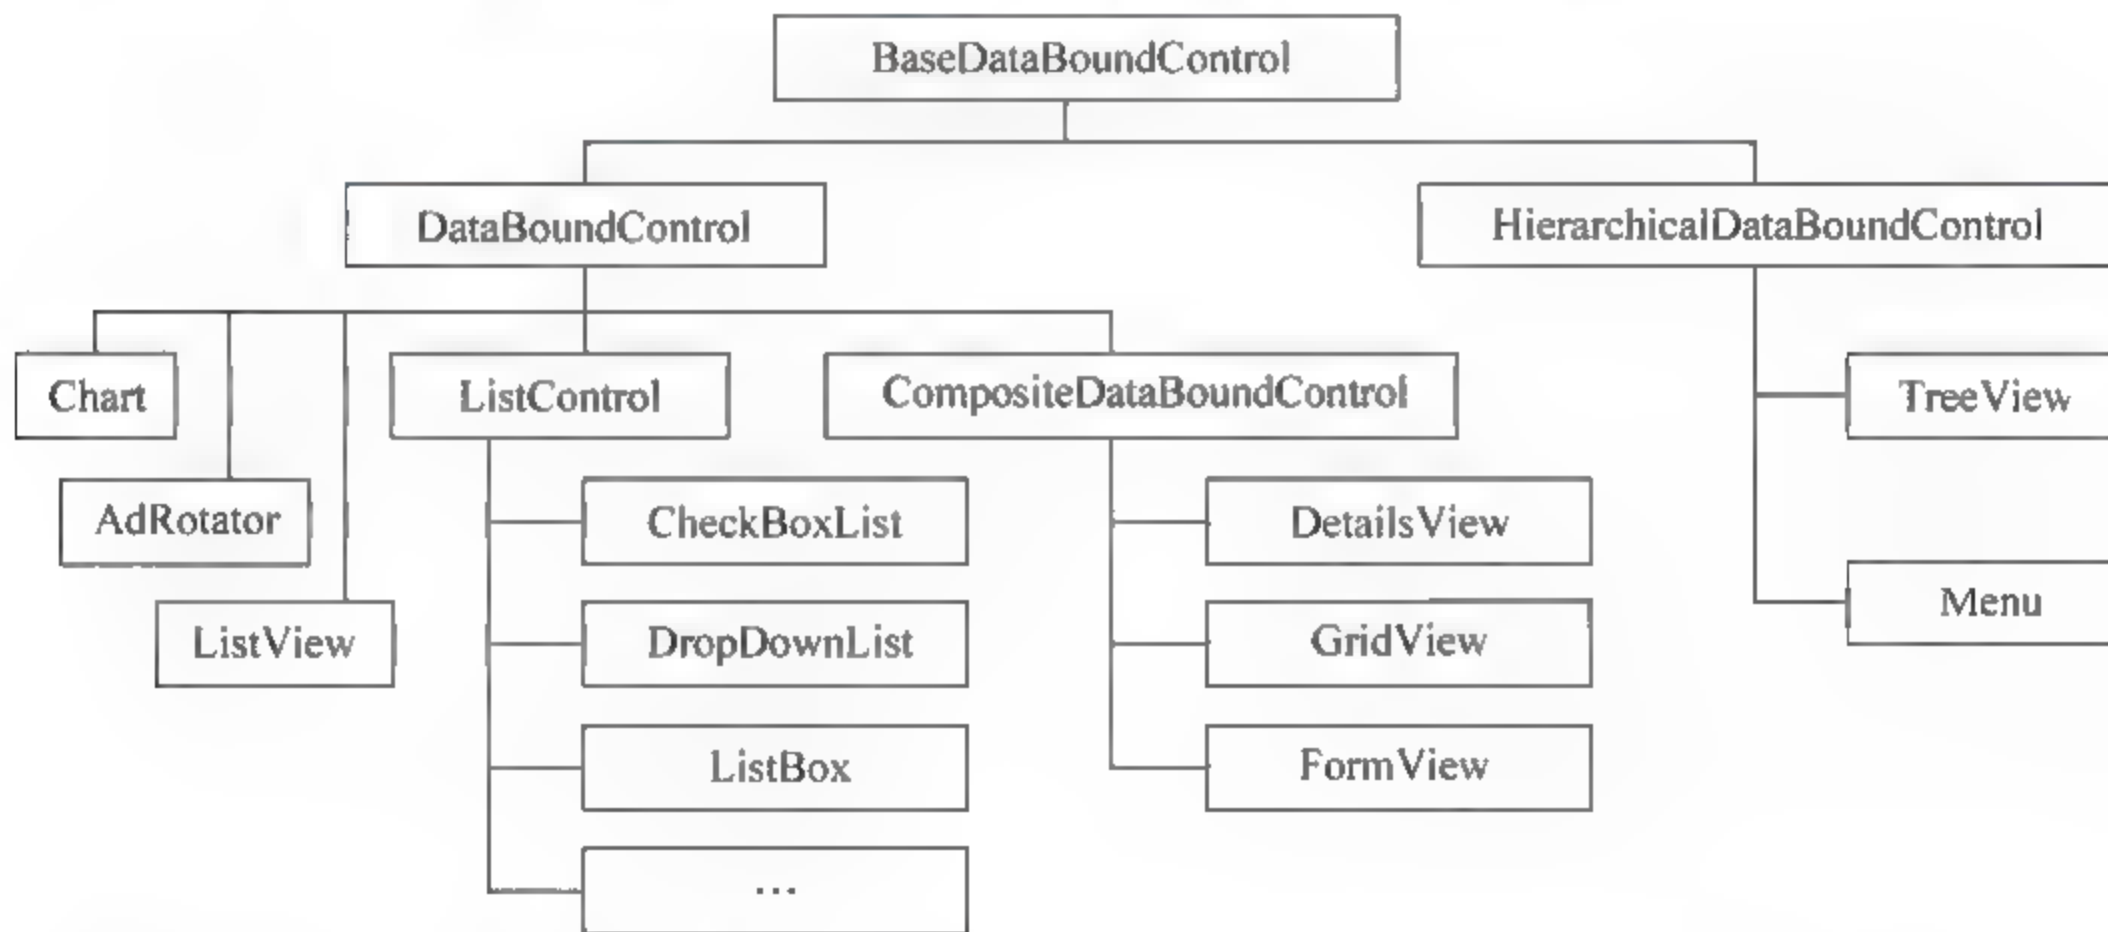 BaseDataBoundControl
DataBoundControl
HierarchicalDataBoundControl
Chart
ListControl
CompositeDataBoundControl
TreeView
AdRotator
CheckBoxList
DetailsView
Menu
ListView
DropDownList
GridView
ListBox
FormView
...